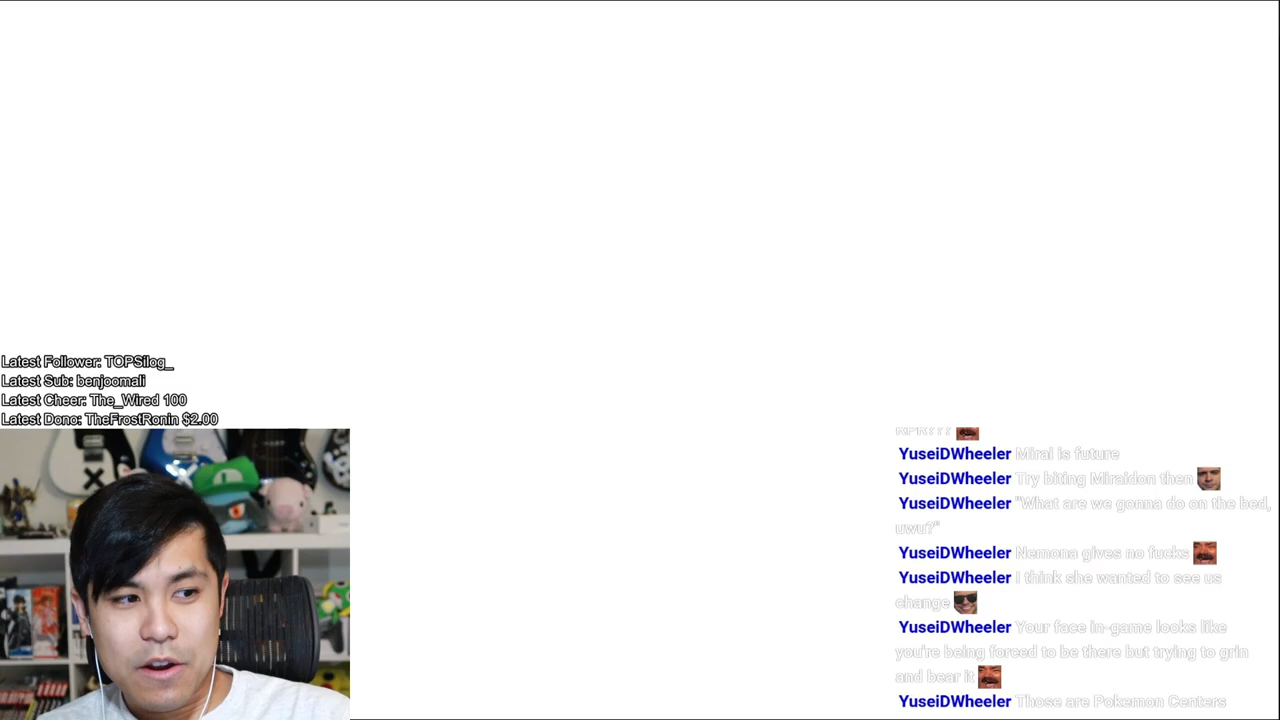 Latest Follower: TOPSilog_
Latest Sub: benjoomali
Latest Cheer: The_Wired 100
Latest Dono: TheFrostRonin $2.00
YuseiDWheeler Mirai is future
YuseiDWheeler Try biting Miraidon then
YuseiDWheeler "What are we gonna do on the bed,
uwu?"
YuseiDWheeler Nemona gives no fucks
YuseiDWheeler I think she wanted to see us
change
YuseiDWheeler Your face in-game looks like
you're being forced to be there but trying to grin
and bear it
YuseiDWheeler Those are Pokemon Centers